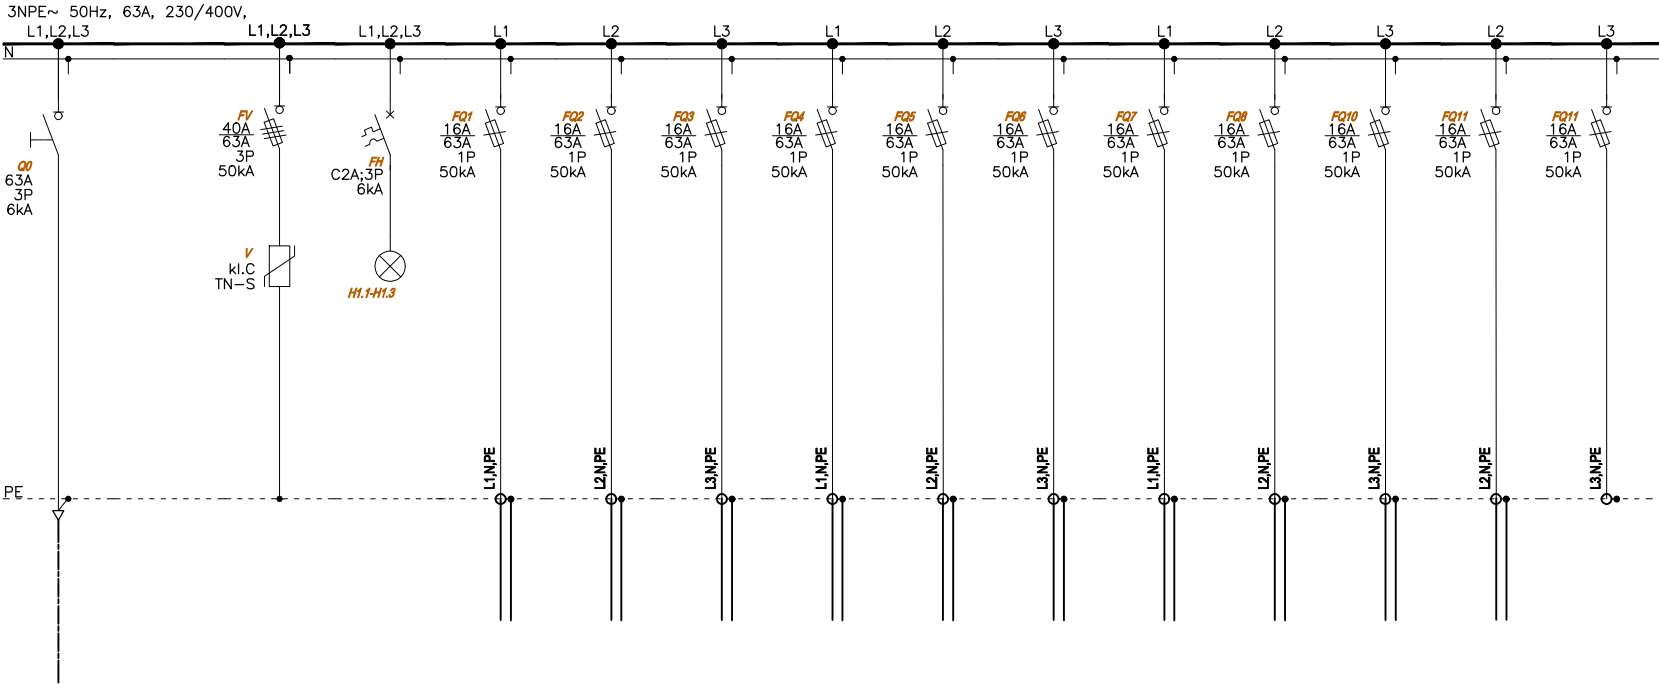 3NPE~ 50Hz, 63A, 230/400V,
L1,L2,L3
L1,L2,L3
L1,L2,L3
L1
L2
L3
L1
L2
L3
L1
L2
L3
L2
L3
N
Q0
63A
3P
6kA
FV
40A
63A
3P
50kA
V
kl.C
TN-S
FH
C2A;3P
6kA
H1.1-H1.3
FQ1
16A
63A
1P
50kA
FQ2
16A
63A
1P
50kA
FQ3
16A
63A
1P
50kA
FQ4
16A
63A
1P
50kA
FQ5
16A
63A
1P
50kA
FQ6
16A
63A
1P
50kA
FQ7
16A
63A
1P
50kA
FQ8
16A
63A
1P
50kA
FQ10
16A
63A
1P
50kA
FQ11
16A
63A
1P
50kA
FQ11
16A
63A
1P
50kA
L1,N,PE
L2,N,PE
L3,N,PE
L1,N,PE
L2,N,PE
L3,N,PE
L1,N,PE
L2,N,PE
L3,N,PE
L2,N,PE
L3,N,PE
PE